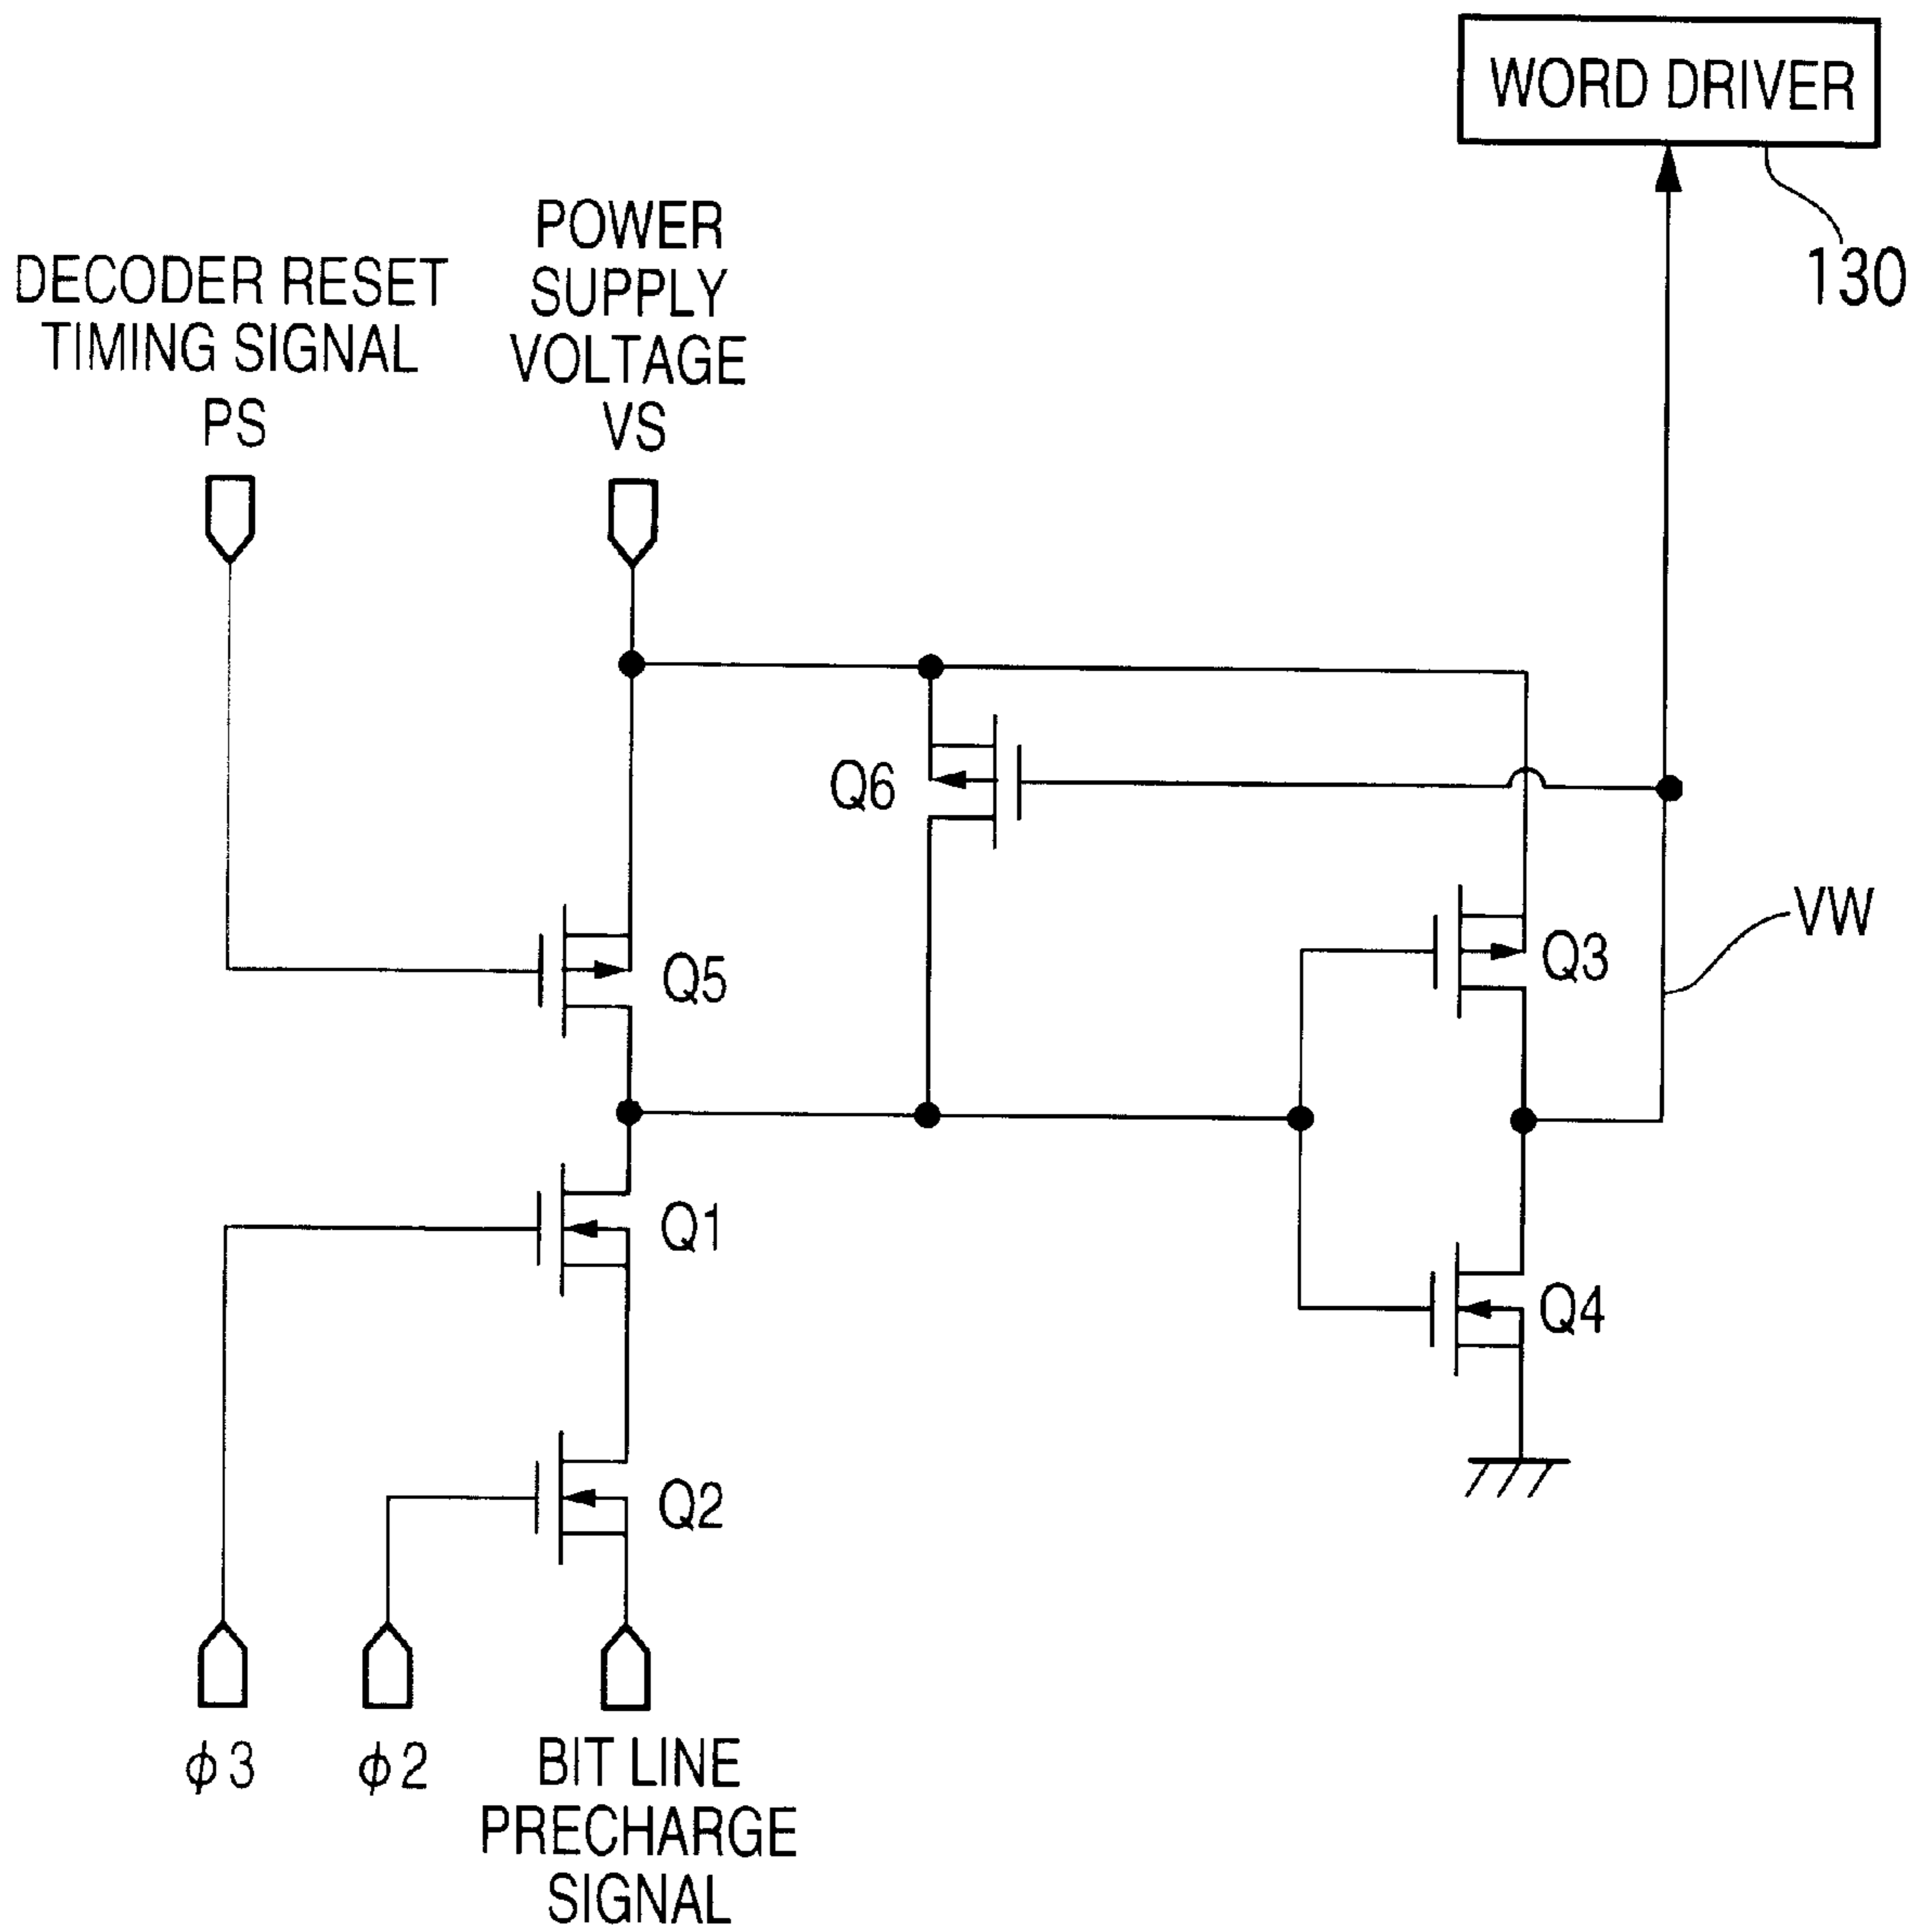 WORD DRIVER
130
POWER
SUPPLY
VOLTAGE
VS
DECODER RESET
TIMING SIGNAL
PS
Q6
Q5
Q3
VW
Q1
Q4
Q2
φ3
φ2
BIT LINE
PRECHARGE
SIGNAL